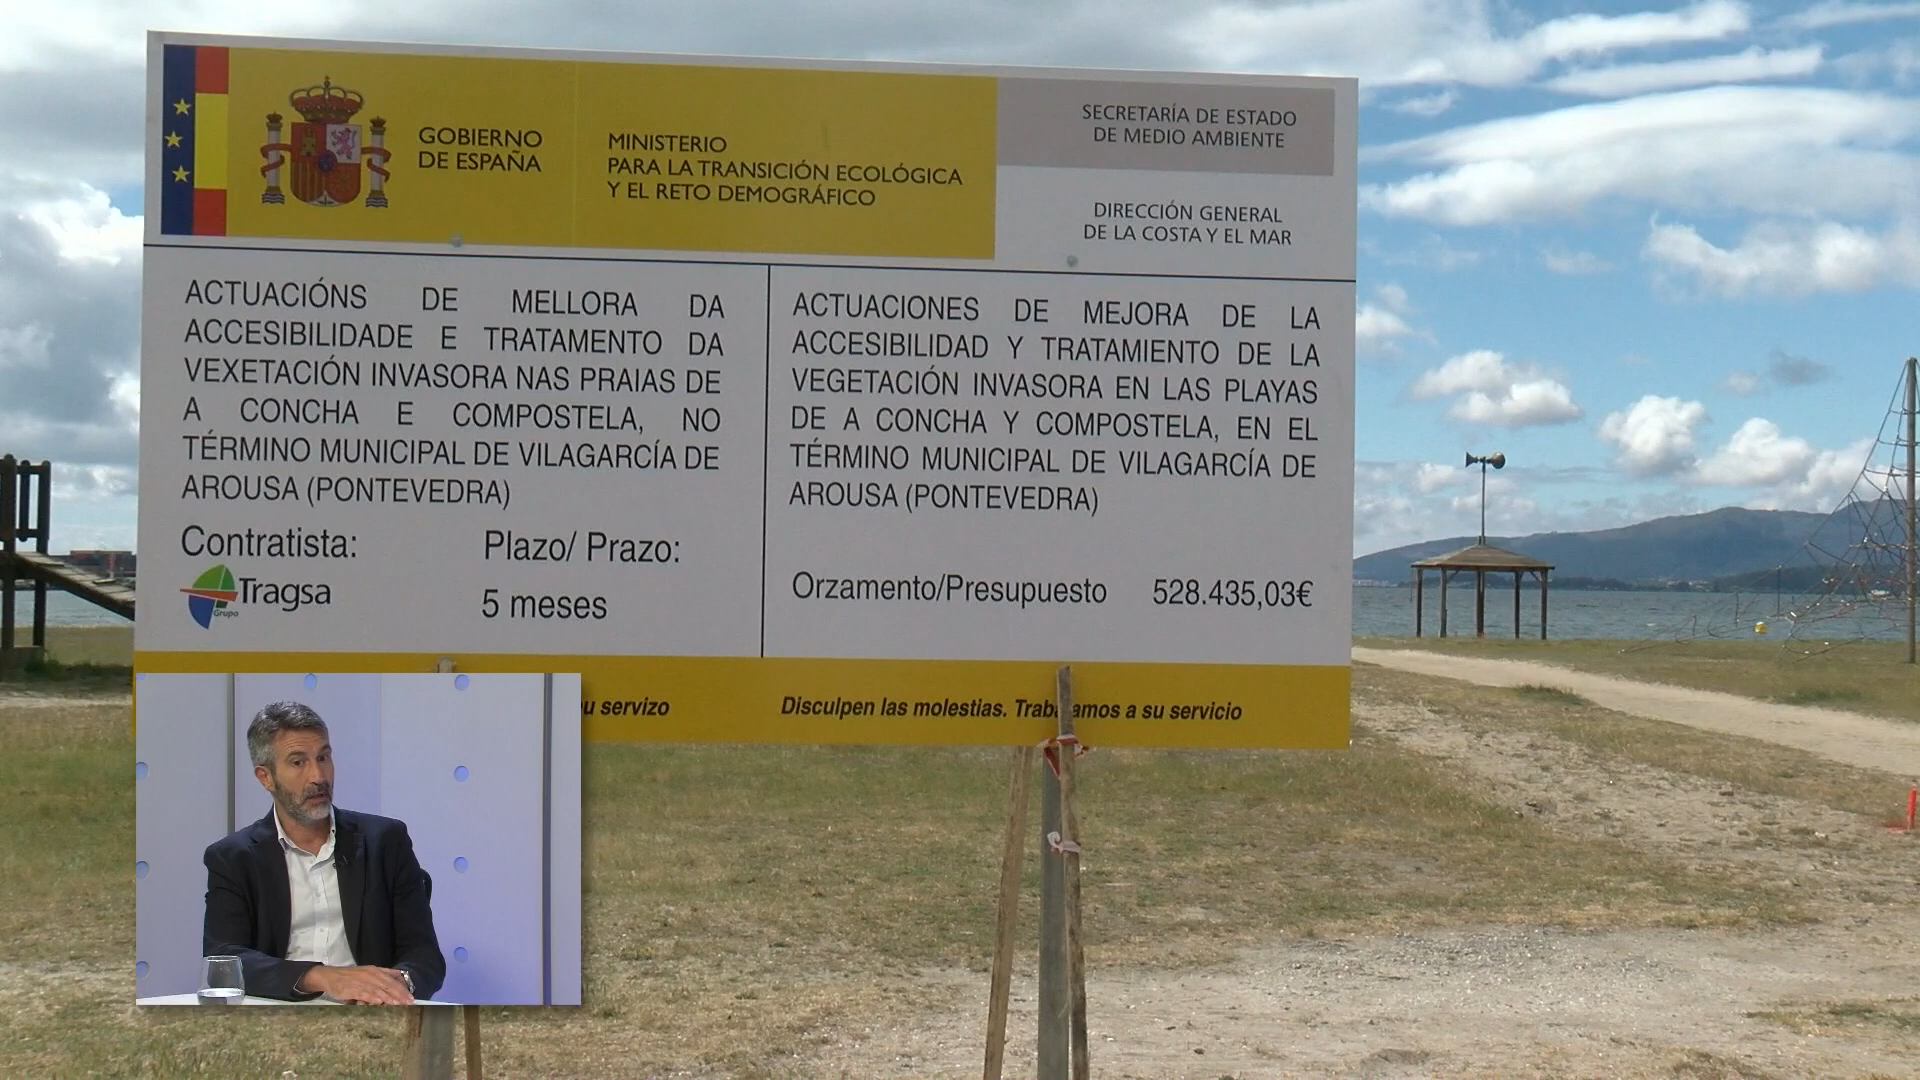 GOBIERNO
DE ESPAÑA
MINISTERIO
PARA LA TRANSICIÓN ECOLÓGICA
Y EL RETO DEMOGRÁFICO
SECRETARÍA DE ESTADO
DE MEDIO AMBIENTE
DIRECCIÓN GENERAL
DE LA COSTA Y EL MAR
ACTUACIÓNS DE MELLORA DA
ACCESIBILIDADE E TRATAMENTO DA
VEXETACIÓN INVASORA NAS PRAIAS DE
A CONCHA E COMPOSTELA, NO
TÉRMINO MUNICIPAL DE VILAGARCÍA DE
AROUSA (PONTEVEDRA)
Contratista:
Tragsa
Grupo
Plazo/ Prazo:
5 meses
ACTUACIONES DE MEJORA DE LA
ACCESIBILIDAD Y TRATAMIENTO DE LA
VEGETACIÓN INVASORA EN LAS PLAYAS
DE A CONCHA Y COMPOSTELA, EN EL
TÉRMINO MUNICIPAL DE VILAGARCÍA DE
AROUSA (PONTEVEDRA)
Orzamento/Presupuesto 528.435,03€
servizo
Disculpen las molestias. Trabajamos a su servicio